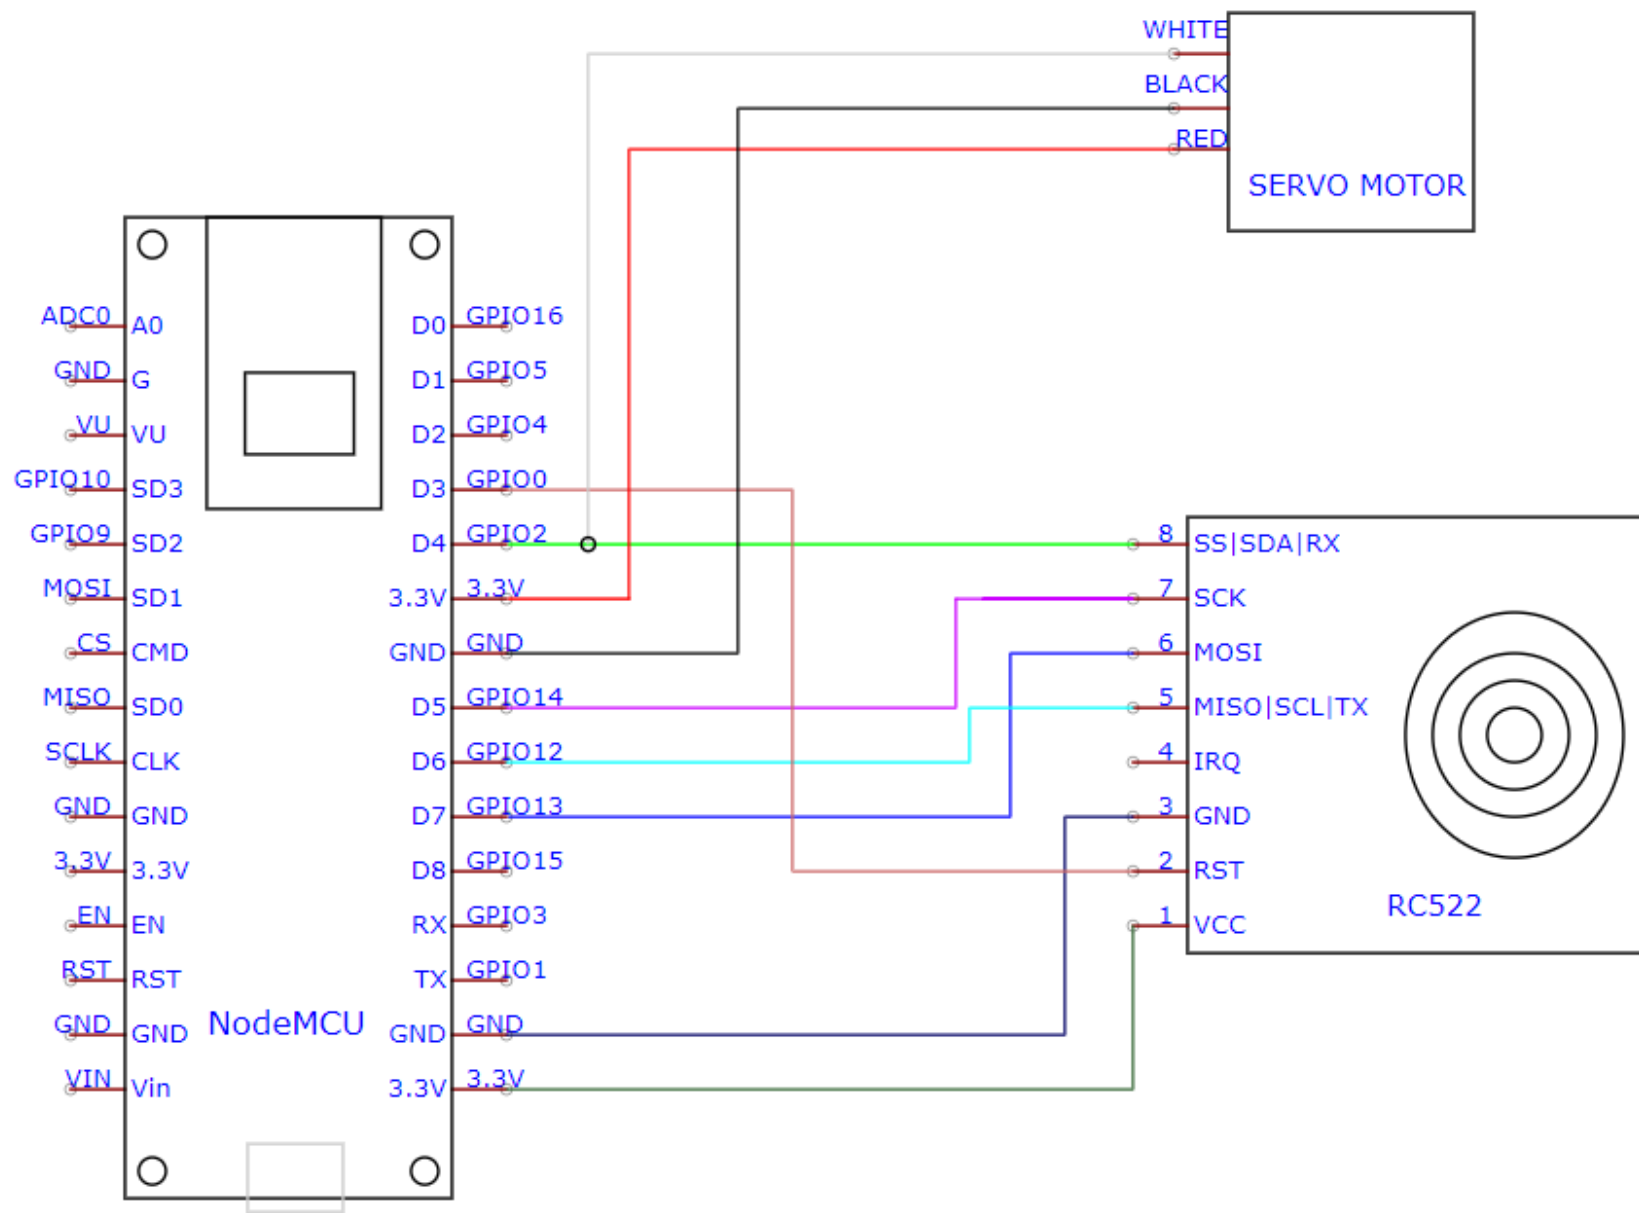 WHITE
BLACK
RED
SERVO MOTOR
ADC0 A0 D0 GPIO16
GND G D1 GPIO5
VU VU D2 GPIO4
GPIO10 SD3 D3 GPIO0
GPIO9 SD2 D4 GPIO2 8 SS|SDA|RX
MOSI SD1 3.3V 3.3V 7 SCK
CS CMD GND GND 6 MOSI
MISO SD0 D5 GPIO14 5 MISO|SCL|TX
SCLK CLK D6 GPIO12 4 IRQ
GND GND D7 GPIO13 3 GND
3.3V 3.3V D8 GPIO15 2 RST
RC522
EN EN RX GPIO3 1 VCC
RST RST TX GPIO1
NodeMCU
GND GND GND GND
VIN Vin 3.3V 3.3V